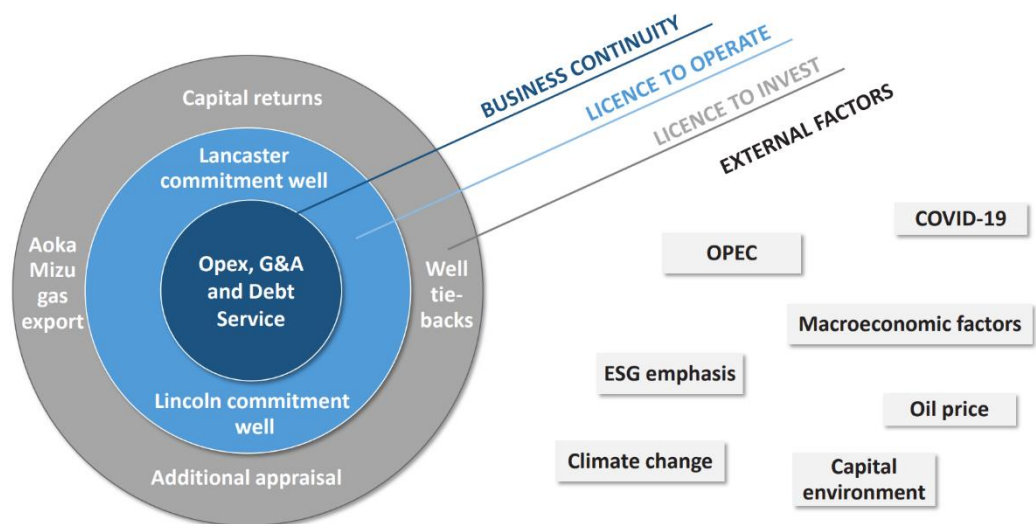 Capital returns
Lancaster
commitment well
Aoka
Mizu
gas
export
Opex, G&A
and Debt
Service
Well
tie-
backs
Lincoln commitment
well
Additional appraisal
BUSINESS CONTINUITY
LICENCE TO OPERATE
LICENCE TO INVEST
EXTERNAL FACTORS
COVID-19
OPEC
Macroeconomic factors
ESG emphasis
Oil price
Climate change
Capital
environment